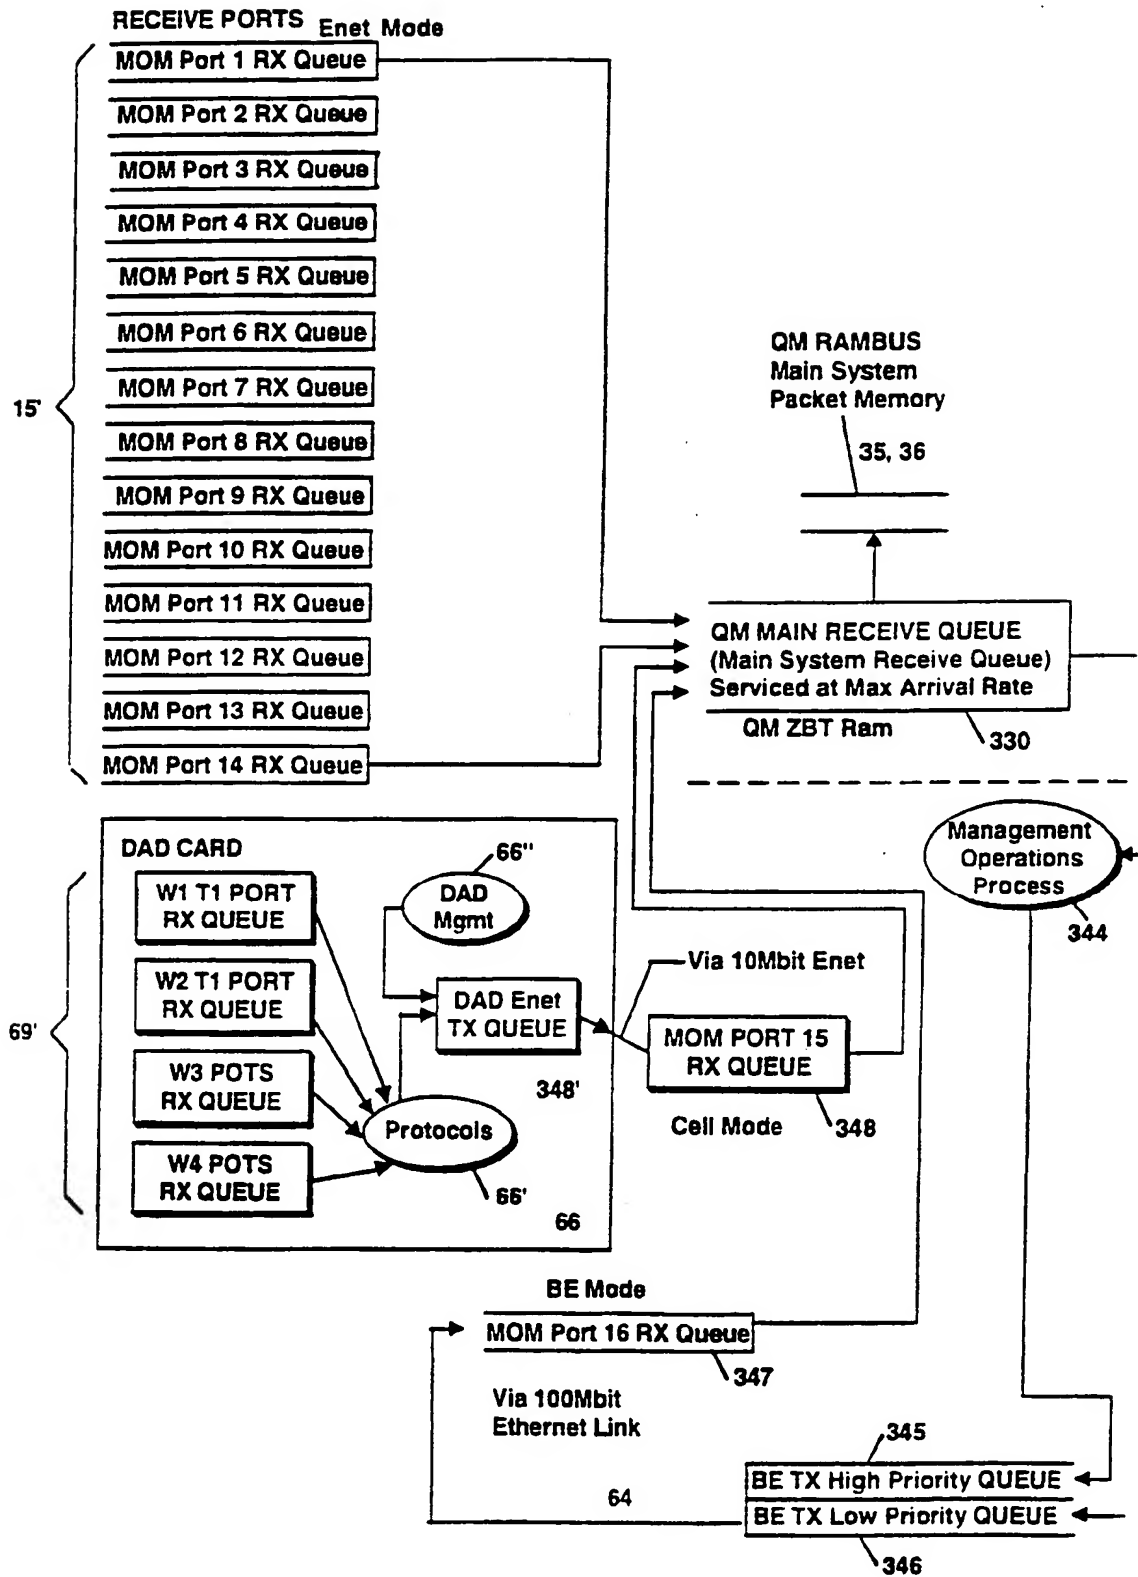 RECEIVE PORTS
Enet Mode
MOM Port 1 RX Queue
MOM Port 2 RX Queue
MOM Port 3 RX Queue
MOM Port 4 RX Queue
MOM Port 5 RX Queue
MOM Port 6 RX Queue
MOM Port 7 RX Queue
MOM Port 8 RX Queue
MOM Port 9 RX Queue
MOM Port 10 RX Queue
MOM Port 11 RX Queue
MOM Port 12 RX Queue
MOM Port 13 RX Queue
MOM Port 14 RX Queue
15'
QM RAMBUS
Main System
Packet Memory
35, 36
QM MAIN RECEIVE QUEUE
(Main System Receive Queue)
Serviced at Max Arrival Rate
QM ZBT Ram
330
Management
Operations
Process
344
DAD CARD
66"
W1 T1 PORT
RX QUEUE
DAD
Mgmt
W2 T1 PORT
RX QUEUE
DAD Enet
TX QUEUE
Via 10Mbit Enet
69'
W3 POTS
RX QUEUE
348'
MOM PORT 15
RX QUEUE
Cell Mode
348
Protocols
W4 POTS
RX QUEUE
66'
66
BE Mode
MOM Port 16 RX Queue
347
Via 100Mbit
Ethernet Link
345
BE TX High Priority QUEUE
64
BE TX Low Priority QUEUE
346